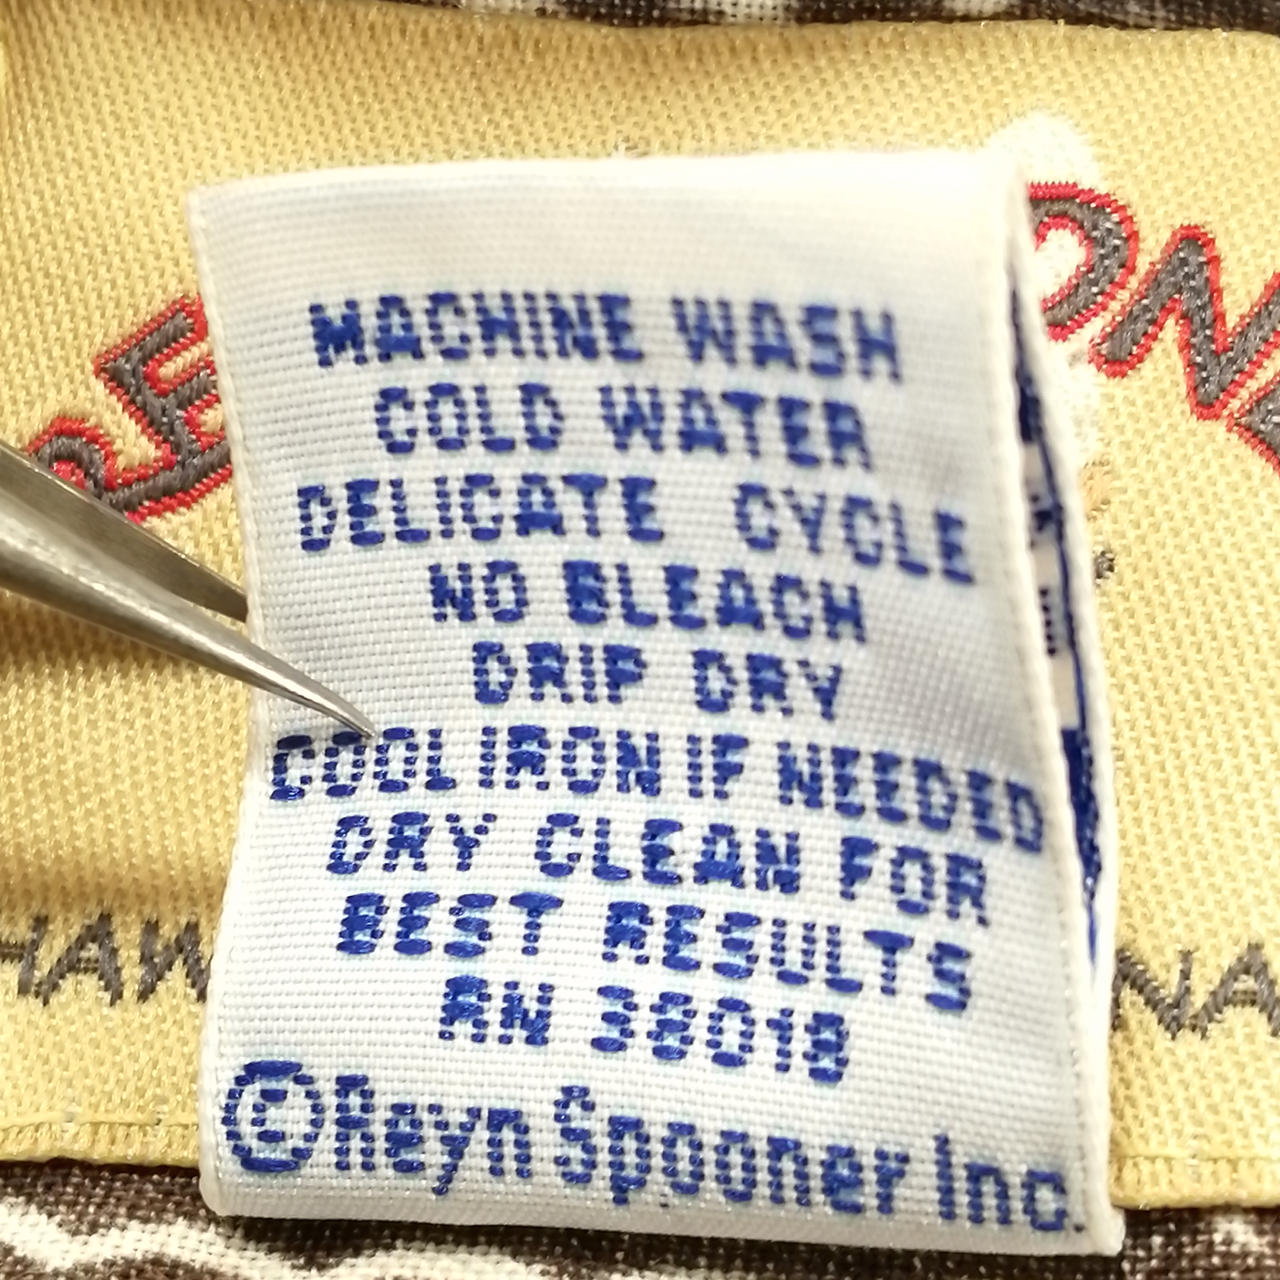 MACHINE WASH
COLD WATER
DELICATE CYCLE
NO BLEACH
DRIP DRY
COOL IRON IF NEEDED
DRY CLEAN FOR
BEST RESULTS
RN 38018
©Reyn Spooner Inc.